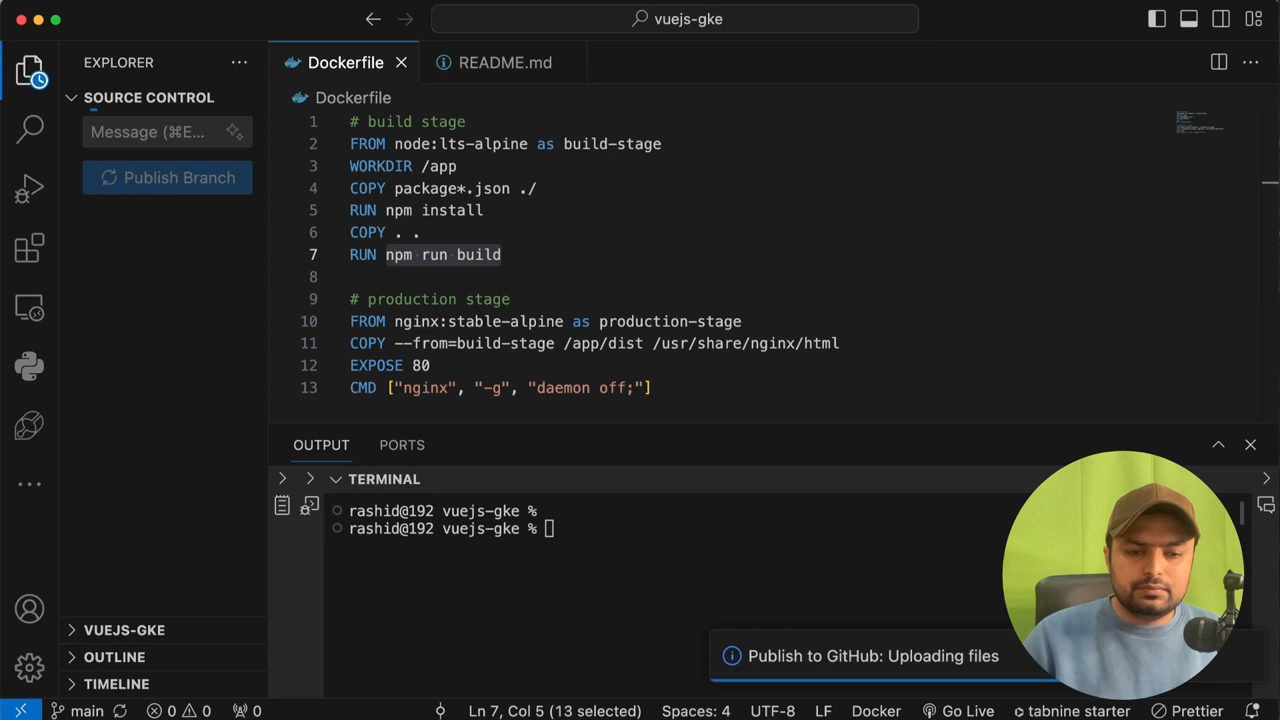 vuejs-gke
EXPLORER
SOURCE CONTROL
Message (⌘E...
Publish Branch
Dockerfile
README.md
Dockerfile
1 # build stage
2 FROM node:lts-alpine as build-stage
3 WORKDIR /app
4 COPY package*.json ./
5 RUN npm install
6 COPY . .
7 RUN npm run build
8
9 # production stage
10 FROM nginx:stable-alpine as production-stage
11 COPY --from=build-stage /app/dist /usr/share/nginx/html
12 EXPOSE 80
13 CMD ["nginx", "-g", "daemon off;"]
OUTPUT PORTS
TERMINAL
rashid@192 vuejs-gke %
rashid@192 vuejs-gke %
VUEJS-GKE
OUTLINE
TIMELINE
Publish to GitHub: Uploading files
main 0 0 0 Ln 7, Col 5 (13 selected) Spaces: 4 UTF-8 LF Docker Go Live tabnine starter Prettier